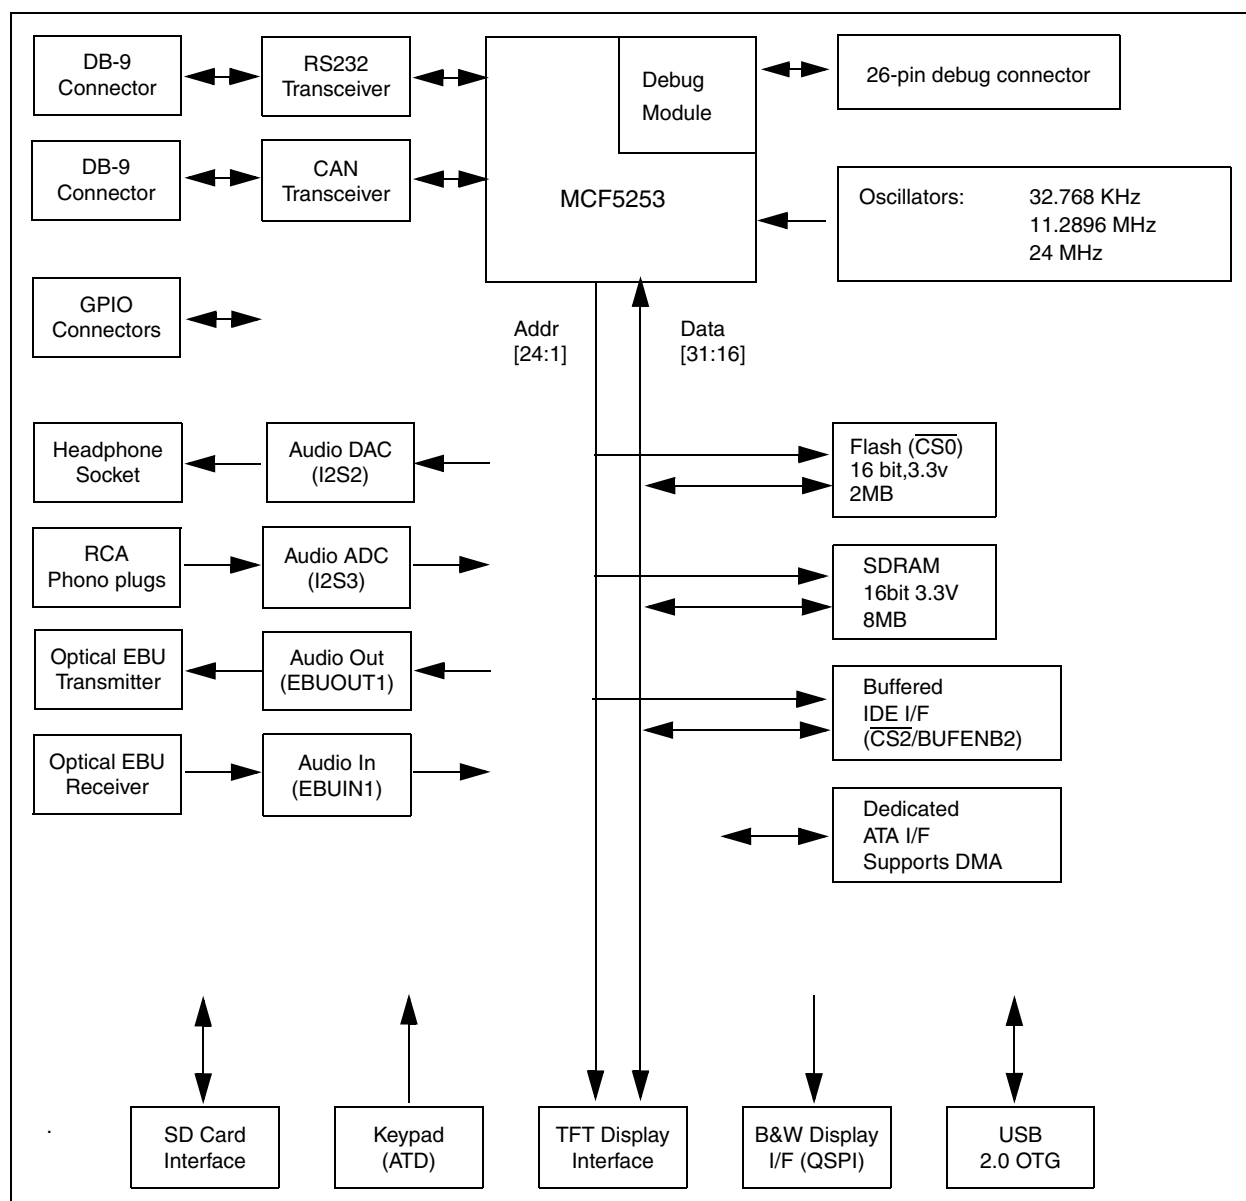 DB-9
Connector
RS232
Transceiver
Debug
Module
26-pin debug connector
DB-9
Connector
CAN
Transceiver
MCF5253
Oscillators: 32.768 KHz
11.2896 MHz
24 MHz
GPIO
Connectors
Addr
[24:1]
Data
[31:16]
Headphone
Socket
Audio DAC
(I2S2)
Flash (CS0)
16 bit,3.3v
2MB
RCA
Phono plugs
Audio ADC
(I2S3)
SDRAM
16bit 3.3V
8MB
Optical EBU
Transmitter
Audio Out
(EBUOUT1)
Buffered
IDE I/F
(CS2/BUFENB2)
Optical EBU
Receiver
Audio In
(EBUIN1)
Dedicated
ATA I/F
Supports DMA
.
SD Card
Interface
Keypad
(ATD)
TFT Display
Interface
B&W Display
I/F (QSPI)
USB
2.0 OTG